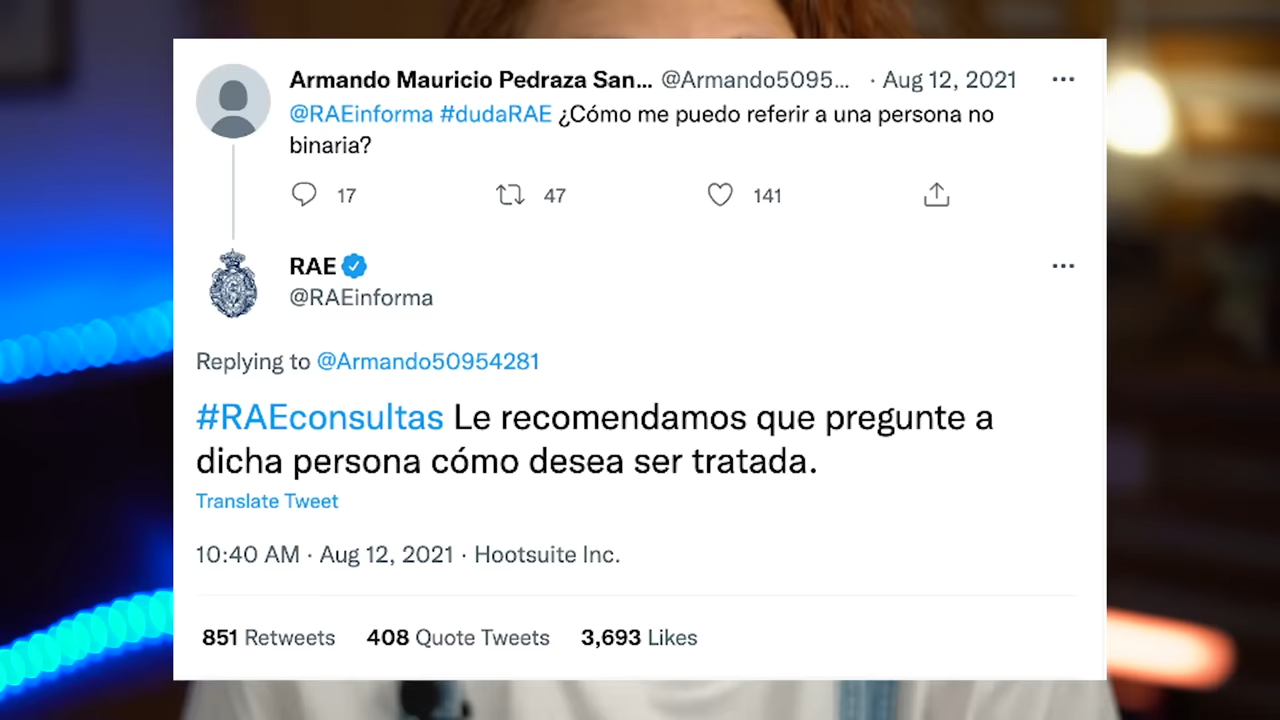 Armando Mauricio Pedraza San... @Armando5095... · Aug 12, 2021
@RAEinforma #dudaRAE ¿Cómo me puedo referir a una persona no
binaria?
17 47 141
RAE
@RAEinforma
Replying to @Armando50954281
#RAEconsultas Le recomendamos que pregunte a
dicha persona cómo desea ser tratada.
Translate Tweet
10:40 AM · Aug 12, 2021 · Hootsuite Inc.
851 Retweets 408 Quote Tweets 3,693 Likes